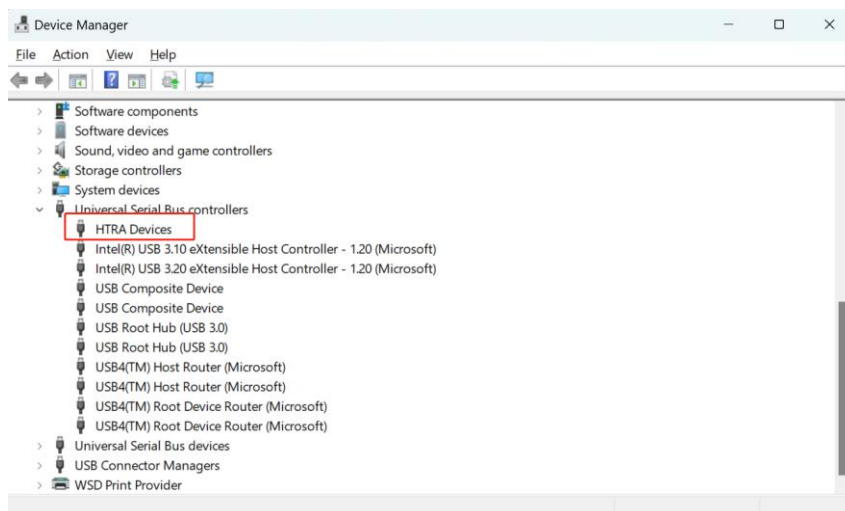 Device Manager
File Action View Help
Software components
Software devices
Sound, video and game controllers
Storage controllers
System devices
Universal Serial Bus controllers
HTRA Devices
Intel(R) USB 3.10 eXtensible Host Controller - 1.20 (Microsoft)
Intel(R) USB 3.20 eXtensible Host Controller - 1.20 (Microsoft)
USB Composite Device
USB Composite Device
USB Root Hub (USB 3.0)
USB Root Hub (USB 3.0)
USB4(TM) Host Router (Microsoft)
USB4(TM) Host Router (Microsoft)
USB4(TM) Root Device Router (Microsoft)
USB4(TM) Root Device Router (Microsoft)
Universal Serial Bus devices
USB Connector Managers
WSD Print Provider